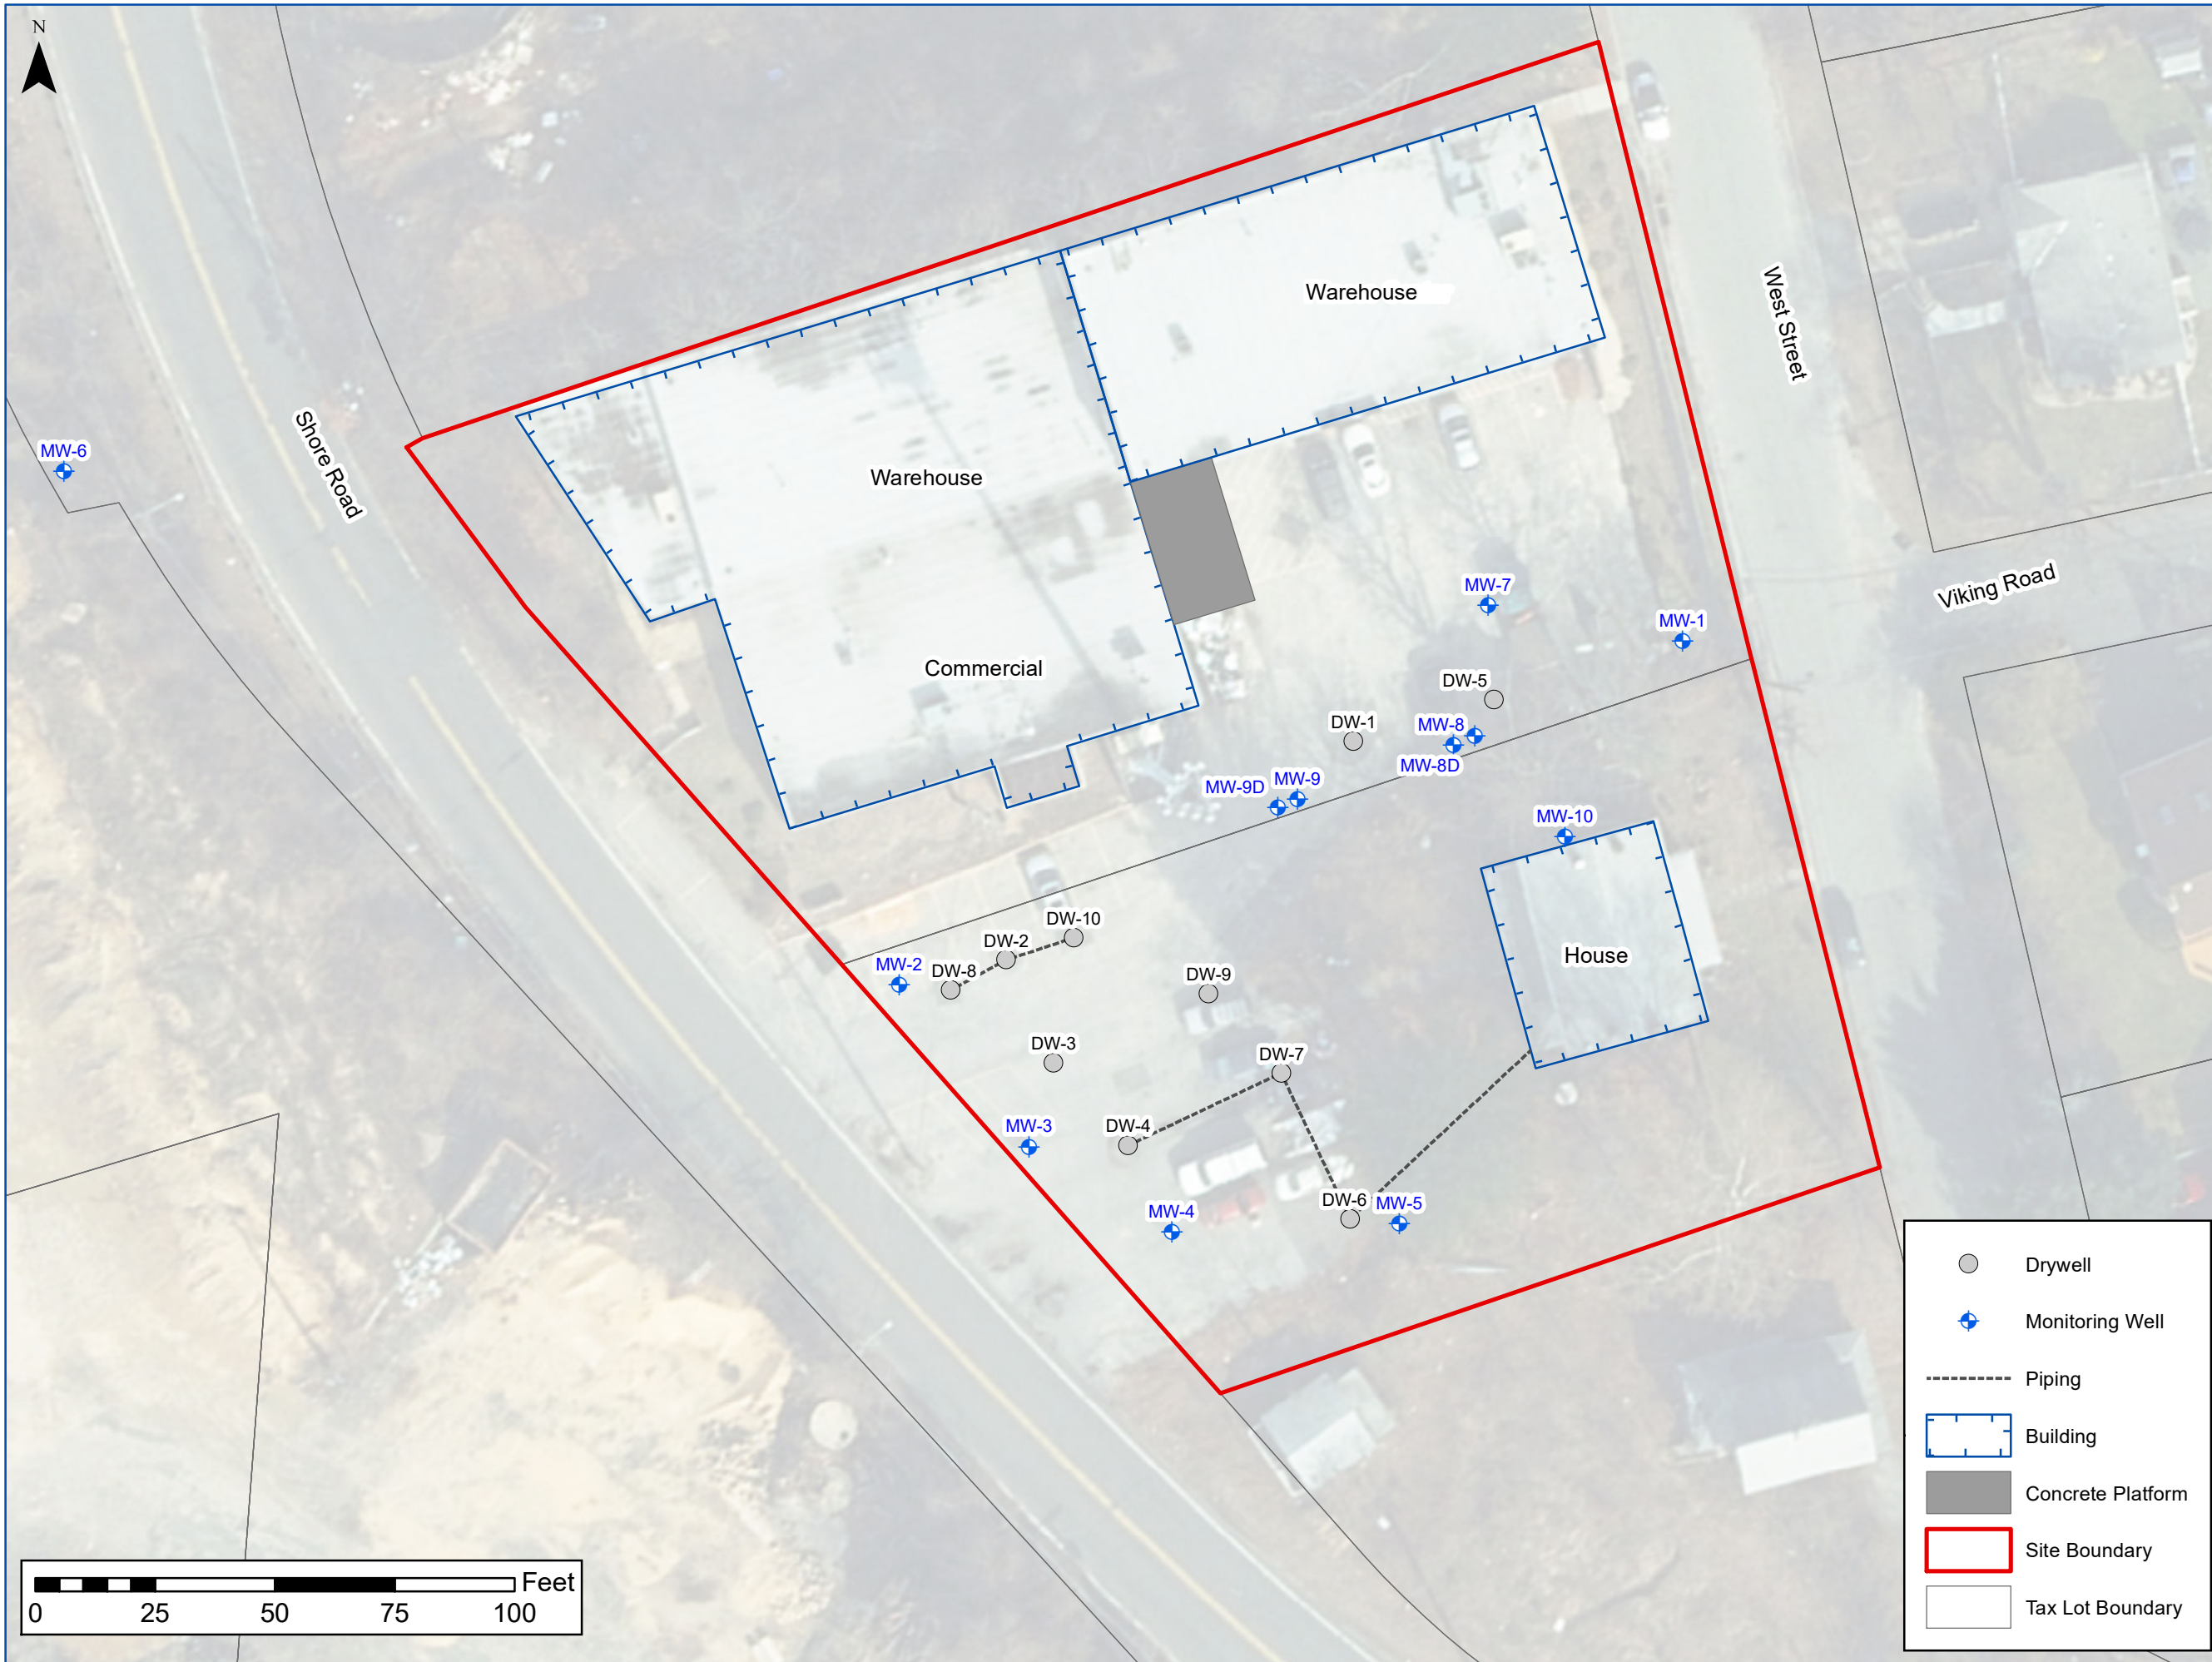 N
Warehouse
West Street
Shore Road
MW-6
Warehouse
Viking Road
MW-7
MW-1
Commercial
DW-5
DW-1
MW-8
MW-8D
MW-9D
MW-9
MW-10
DW-10
DW-2
House
MW-2
DW-8
DW-9
DW-3
DW-7
MW-3
DW-4
DW-6
MW-5
MW-4
Drywell
Monitoring Well
Piping
Building
Concrete Platform
Site Boundary
Tax Lot Boundary
Feet
0 25 50 75 100